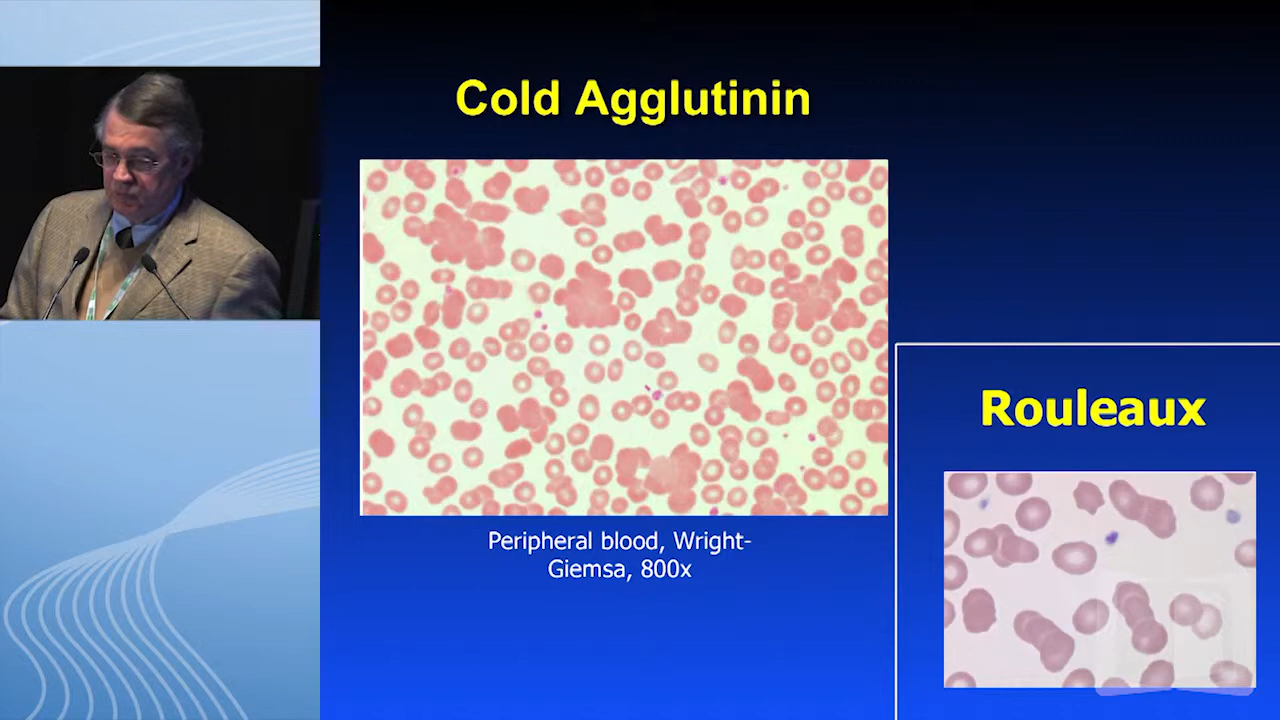 Cold Agglutinin
Peripheral blood, Wright-
Giemsa, 800x
Rouleaux